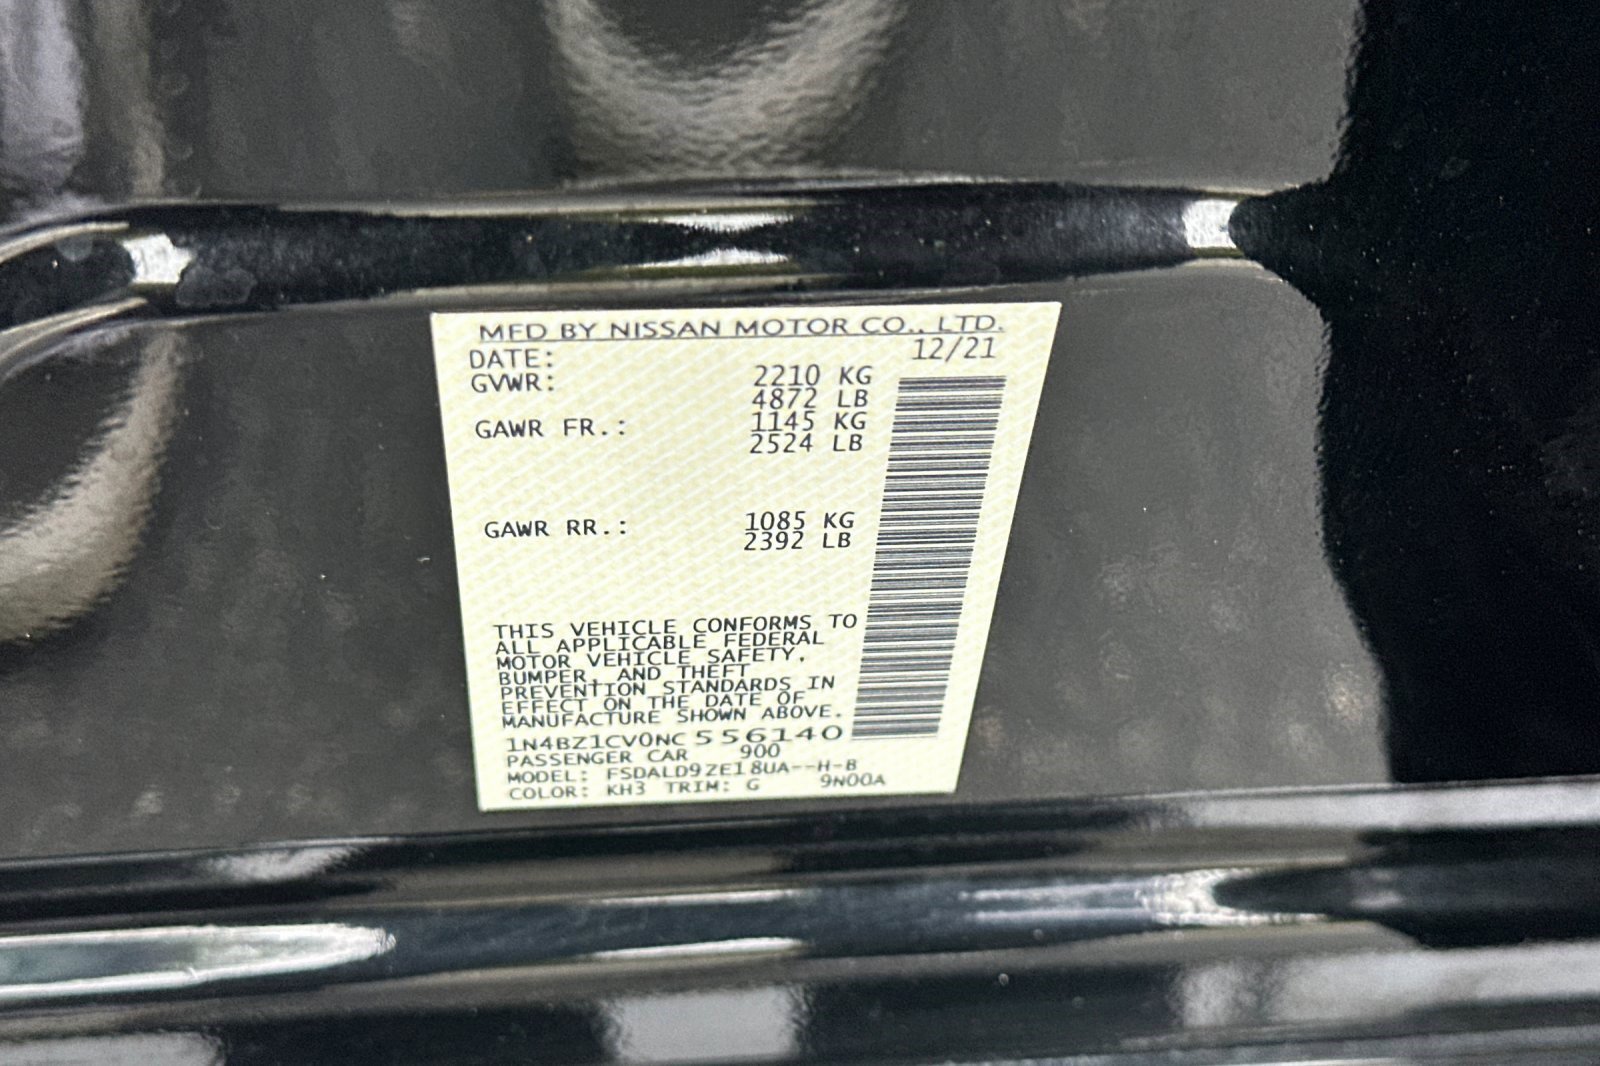 MFD BY NISSAN MOTOR CO., LTD.
DATE: 12/21
GVWR: 2210 KG
4872 LB
GAWR FR.: 1145 KG
2524 LB
GAWR RR.: 1085 KG
2392 LB
THIS VEHICLE CONFORMS TO
ALL APPLICABLE FEDERAL
MOTOR VEHICLE SAFETY,
BUMPER, AND THEFT
PREVENTION STANDARDS IN
EFFECT ON THE DATE OF
MANUFACTURE SHOWN ABOVE.
1N4BZ1CV0NC556140
PASSENGER CAR 900
MODEL: FSDALD9ZE18UA--H-B
COLOR: KH3 TRIM: G 9N00A